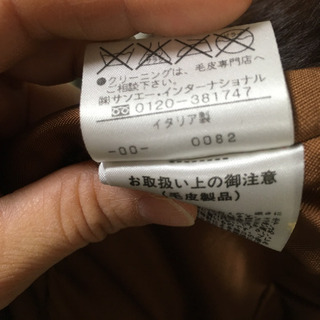 ●クリーニングは、毛皮専門店へ
ご相談下さい。
㈱サンエー・インターナショナル
0120-381747
イタリア製
-00- 0082
お取扱い上の御注意
(毛皮製品)